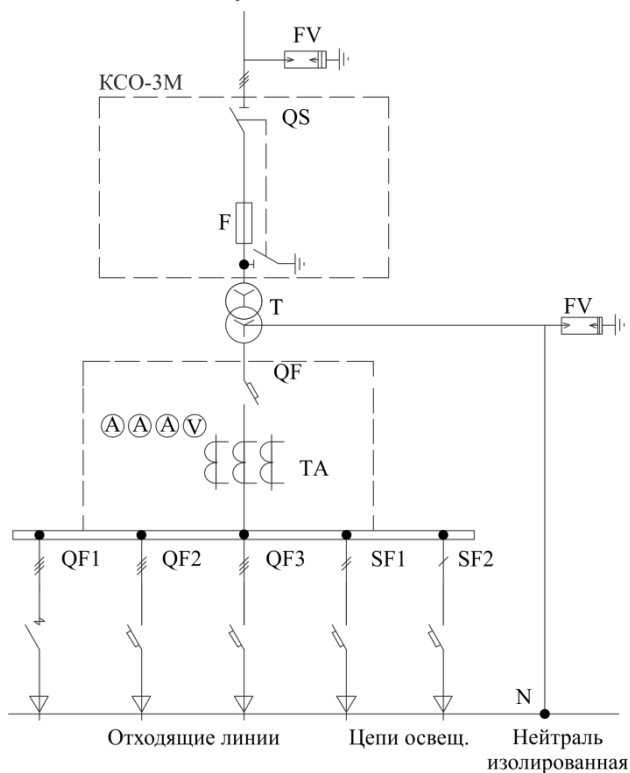 FV
КСО-3М
QS
F
T
FV
QF
A A A V
TA
QF1 QF2 QF3 SF1 SF2
N
Отходящие линии Цепи освещ. Нейтраль
изолированная